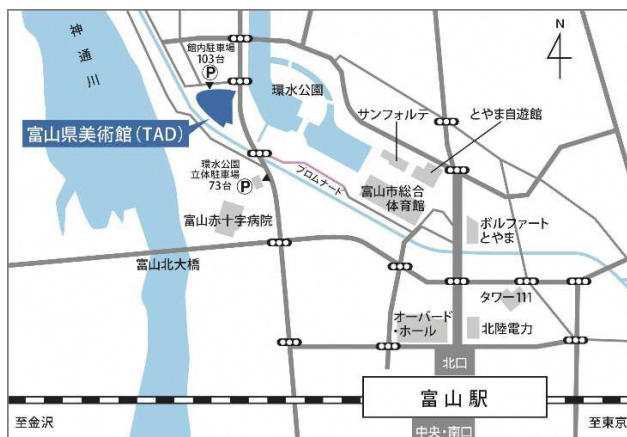 神通川
館内駐車場
103台
P
N
環水公園
サンフォルテ
とやま自遊館
富山県美術館（TAD）
環水公園
立体駐車場
73台
P
プロムナード
富山市総合
体育館
富山赤十字病院
ボルファート
とやま
富山北大橋
タワー111
オーバード
・ホール
北陸電力
北口
富山駅
至金沢
中央・南口
至東京